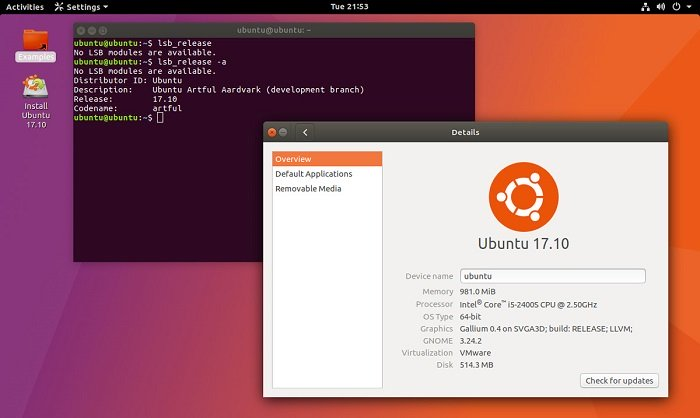 Activities Settings Tue 21:53
Examples
Install
Ubuntu
17.10
ubuntu@ubuntu: ~
ubuntu@ubuntu:~$ lsb_release
No LSB modules are available.
ubuntu@ubuntu:~$ lsb_release -a
No LSB modules are available.
Distributor ID: Ubuntu
Description: Ubuntu Artful Aardvark (development branch)
Release: 17.10
Codename: artful
ubuntu@ubuntu:~$
Details
Overview
Default Applications
Removable Media
Ubuntu 17.10
Device name ubuntu
Memory 981.0 MiB
Processor Intel® Core™ i5-2400S CPU @ 2.50GHz
OS Type 64-bit
Graphics Gallium 0.4 on SVGA3D; build: RELEASE; LLVM;
GNOME 3.24.2
Virtualization VMware
Disk 514.3 MB
Check for updates